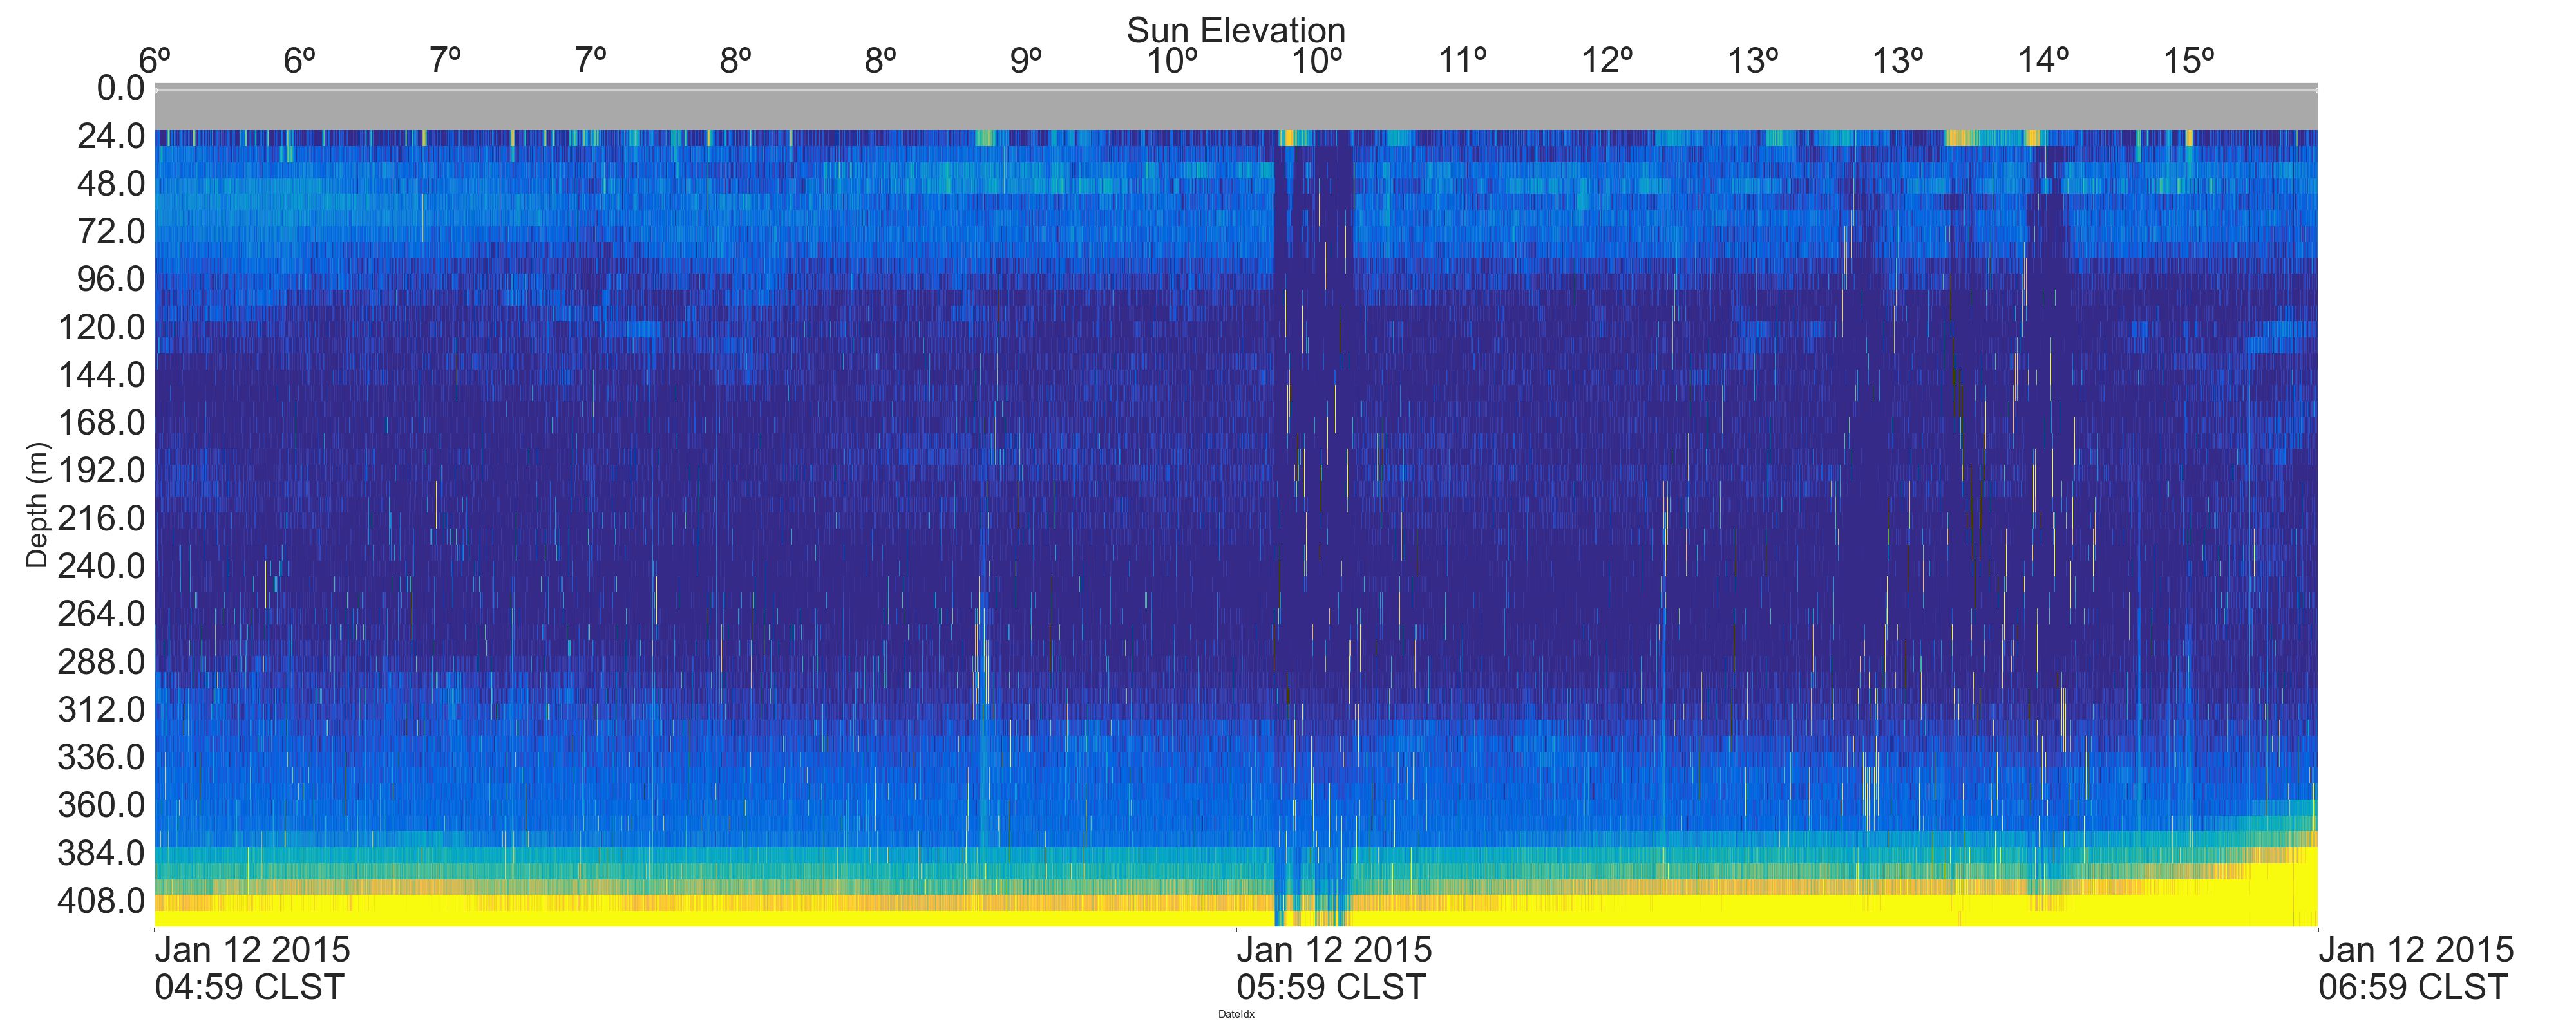 Sun Elevation
6º 6º 7º 7º 8º 8º 9º 10º 10º 11º 12º 13º 13º 14º 15º
0.0
24.0
48.0
72.0
96.0
120.0
144.0
168.0
192.0
216.0
240.0
264.0
288.0
312.0
336.0
360.0
384.0
408.0
Depth (m)
Jan 12 2015
04:59 CLST
Jan 12 2015
05:59 CLST
Jan 12 2015
06:59 CLST
DateIdx